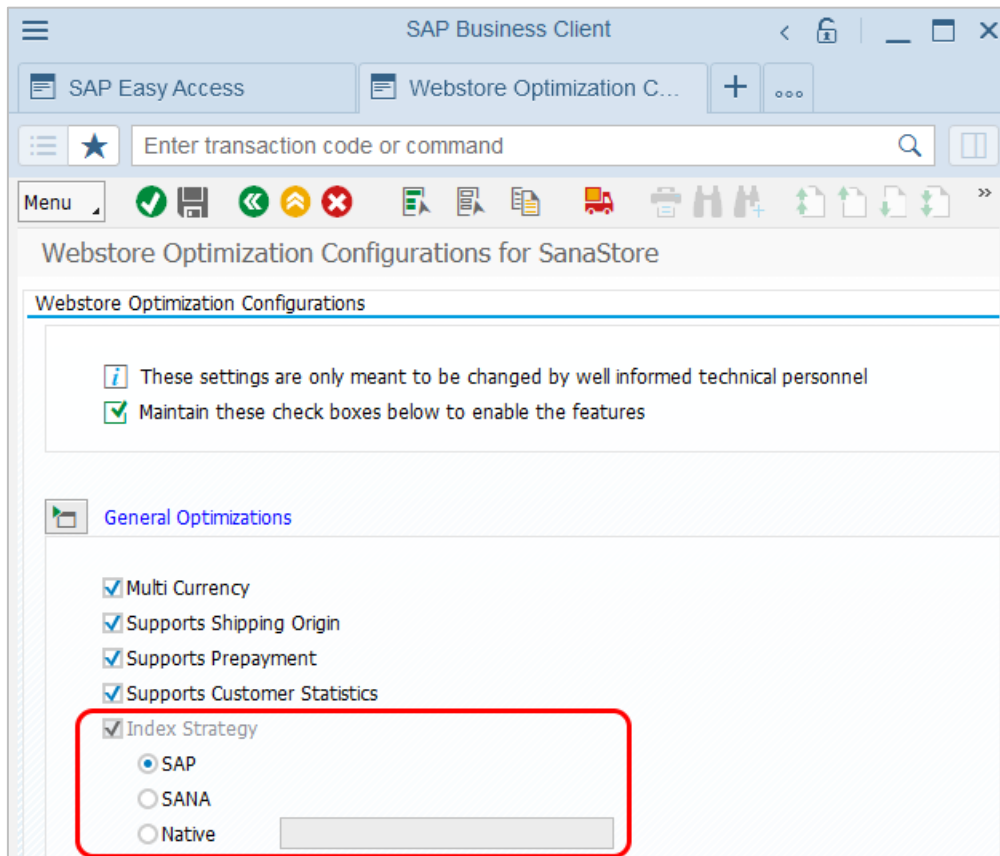 SAP Business Client
SAP Easy Access
Webstore Optimization C...
Enter transaction code or command
Menu
Webstore Optimization Configurations for SanaStore
Webstore Optimization Configurations
These settings are only meant to be changed by well informed technical personnel
Maintain these check boxes below to enable the features
General Optimizations
Multi Currency
Supports Shipping Origin
Supports Prepayment
Supports Customer Statistics
Index Strategy
SAP
SANA
Native